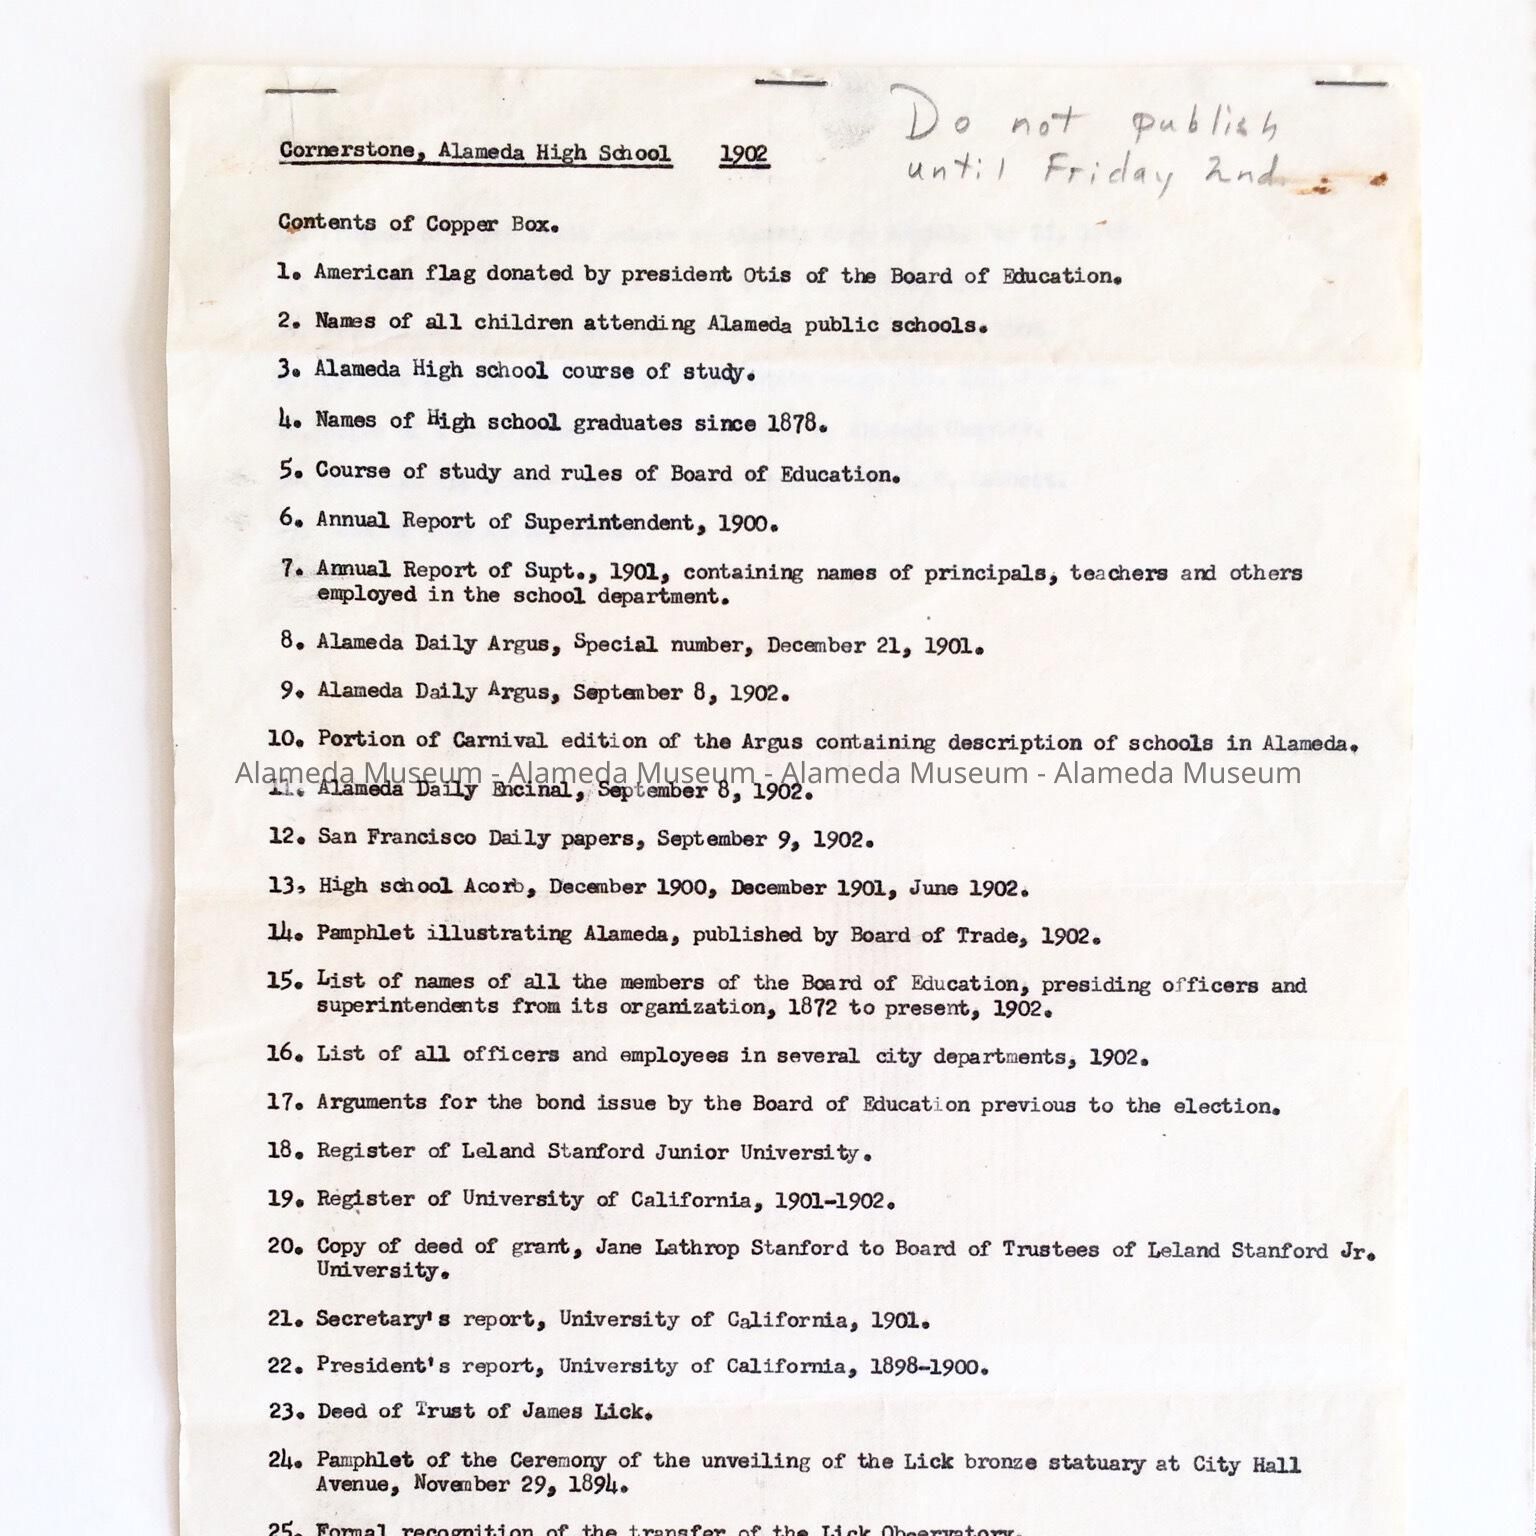 Do not publish
until Friday 2nd.
Cornerstone, Alameda High School 1902
Contents of Copper Box.
1. American flag donated by president Otis of the Board of Education.
2. Names of all children attending Alameda public schools.
3. Alameda High school course of study.
4. Names of High school graduates since 1878.
5. Course of study and rules of Board of Education.
6. Annual Report of Superintendent, 1900.
7. Annual Report of Supt., 1901, containing names of principals, teachers and others
employed in the school department.
8. Alameda Daily Argus, Special number, December 21, 1901.
9. Alameda Daily Argus, September 8, 1902.
10. Portion of Carnival edition of the Argus containing description of schools in Alameda.
Alameda Museum - Alameda Museum - Alameda Museum - Alameda Museum
11. Alameda Daily Encinal, September 8, 1902.
12. San Francisco Daily papers, September 9, 1902.
13, High school Acorb, December 1900, December 1901, June 1902.
14. Pamphlet illustrating Alameda, published by Board of Trade, 1902.
15. List of names of all the members of the Board of Education, presiding officers and
superintendents from its organization, 1872 to present, 1902.
16. List of all officers and employees in several city departments, 1902.
17. Arguments for the bond issue by the Board of Education previous to the election.
18. Register of Leland Stanford Junior University.
19. Register of University of California, 1901-1902.
20. Copy of deed of grant, Jane Lathrop Stanford to Board of Trustees of Leland Stanford Jr.
University.
21. Secretary's report, University of California, 1901.
22. President's report, University of California, 1898-1900.
23. Deed of Trust of James Lick.
24. Pamphlet of the Ceremony of the unveiling of the Lick bronze statuary at City Hall
Avenue, November 29, 1894.
25. Formal recognition of the transfer of the Lick Observatory.